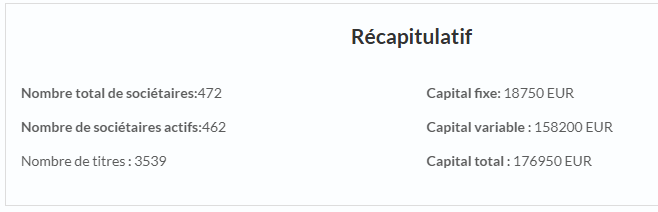 Récapitulatif
Nombre total de sociétaires:472
Capital fixe: 18750 EUR
Nombre de sociétaires actifs:462
Capital variable : 158200 EUR
Nombre de titres : 3539
Capital total : 176950 EUR